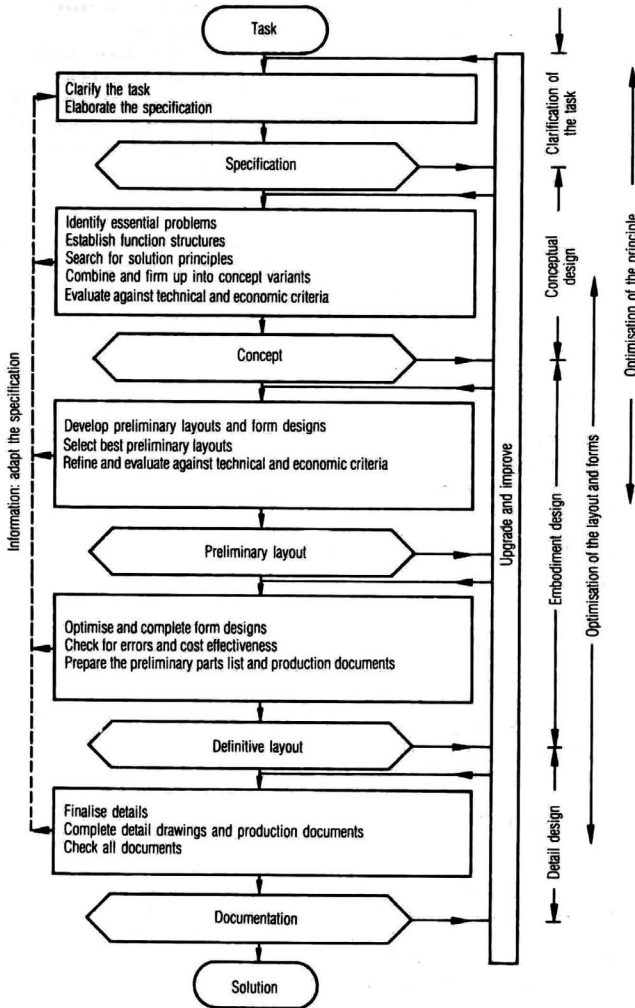 Task
Clarify the task
Elaborate the specification
Specification
Identify essential problems
Establish function structures
Search for solution principles
Combine and firm up into concept variants
Evaluate against technical and economic criteria
Concept
Develop preliminary layouts and form designs
Select best preliminary layouts
Refine and evaluate against technical and economic criteria
Preliminary layout
Optimise and complete form designs
Check for errors and cost effectiveness
Prepare the preliminary parts list and production documents
Definitive layout
Finalise details
Complete detail drawings and production documents
Check all documents
Documentation
Solution
Information: adapt the specification
Upgrade and improve
Clarification of
the task
Conceptual
design
Embodiment design
Detail design
Optimisation of the layout and forms
Optimisation of the principle